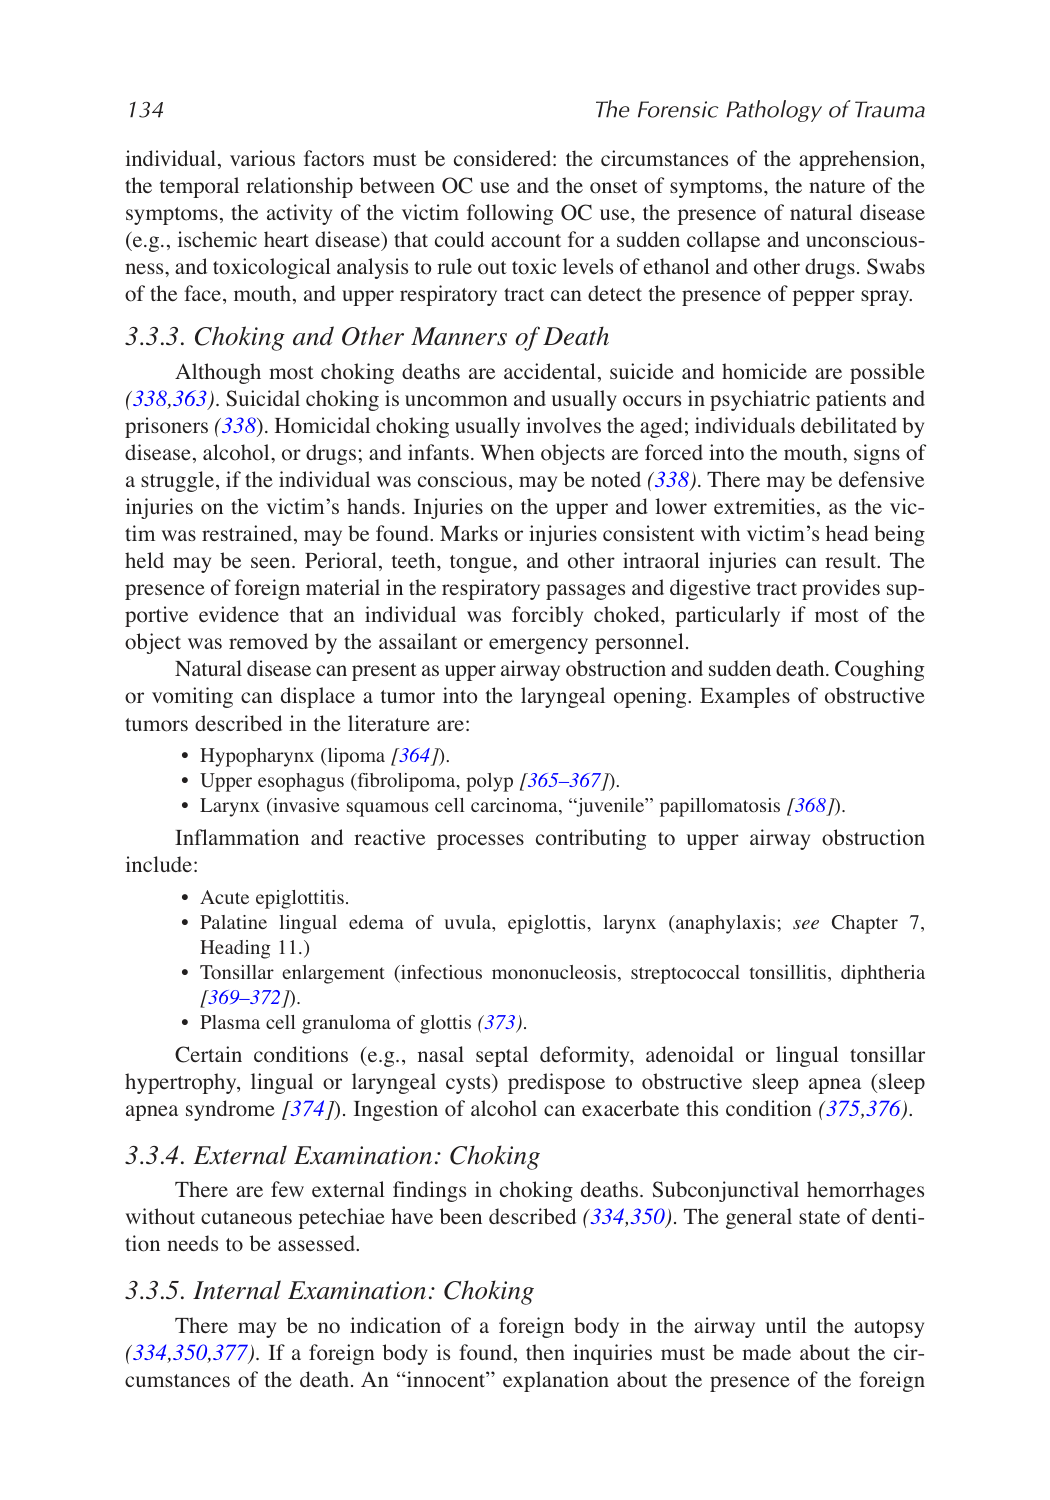 134 The Forensic Pathology of Trauma
individual, various factors must be considered: the circumstances of the apprehension,
the temporal relationship between OC use and the onset of symptoms, the nature of the
symptoms, the activity of the victim following OC use, the presence of natural disease
(e.g., ischemic heart disease) that could account for a sudden collapse and unconscious-
ness, and toxicological analysis to rule out toxic levels of ethanol and other drugs. Swabs
of the face, mouth, and upper respiratory tract can detect the presence of pepper spray.
3.3.3. Choking and Other Manners of Death
Although most choking deaths are accidental, suicide and homicide are possible
(338,363). Suicidal choking is uncommon and usually occurs in psychiatric patients and
prisoners (338). Homicidal choking usually involves the aged; individuals debilitated by
disease, alcohol, or drugs; and infants. When objects are forced into the mouth, signs of
a struggle, if the individual was conscious, may be noted (338). There may be defensive
injuries on the victim’s hands. Injuries on the upper and lower extremities, as the vic-
tim was restrained, may be found. Marks or injuries consistent with victim’s head being
held may be seen. Perioral, teeth, tongue, and other intraoral injuries can result. The
presence of foreign material in the respiratory passages and digestive tract provides sup-
portive evidence that an individual was forcibly choked, particularly if most of the
object was removed by the assailant or emergency personnel.
Natural disease can present as upper airway obstruction and sudden death. Coughing
or vomiting can displace a tumor into the laryngeal opening. Examples of obstructive
tumors described in the literature are:
• Hypopharynx (lipoma [364]).
• Upper esophagus (fibrolipoma, polyp [365–367]).
• Larynx (invasive squamous cell carcinoma, “juvenile” papillomatosis [368]).
Inflammation and reactive processes contributing to upper airway obstruction
include:
• Acute epiglottitis.
• Palatine lingual edema of uvula, epiglottis, larynx (anaphylaxis; see Chapter 7,
Heading 11.)
• Tonsillar enlargement (infectious mononucleosis, streptococcal tonsillitis, diphtheria
[369–372]).
• Plasma cell granuloma of glottis (373).
Certain conditions (e.g., nasal septal deformity, adenoidal or lingual tonsillar
hypertrophy, lingual or laryngeal cysts) predispose to obstructive sleep apnea (sleep
apnea syndrome [374]). Ingestion of alcohol can exacerbate this condition (375,376).
3.3.4. External Examination: Choking
There are few external findings in choking deaths. Subconjunctival hemorrhages
without cutaneous petechiae have been described (334,350). The general state of denti-
tion needs to be assessed.
3.3.5. Internal Examination: Choking
There may be no indication of a foreign body in the airway until the autopsy
(334,350,377). If a foreign body is found, then inquiries must be made about the cir-
cumstances of the death. An “innocent” explanation about the presence of the foreign